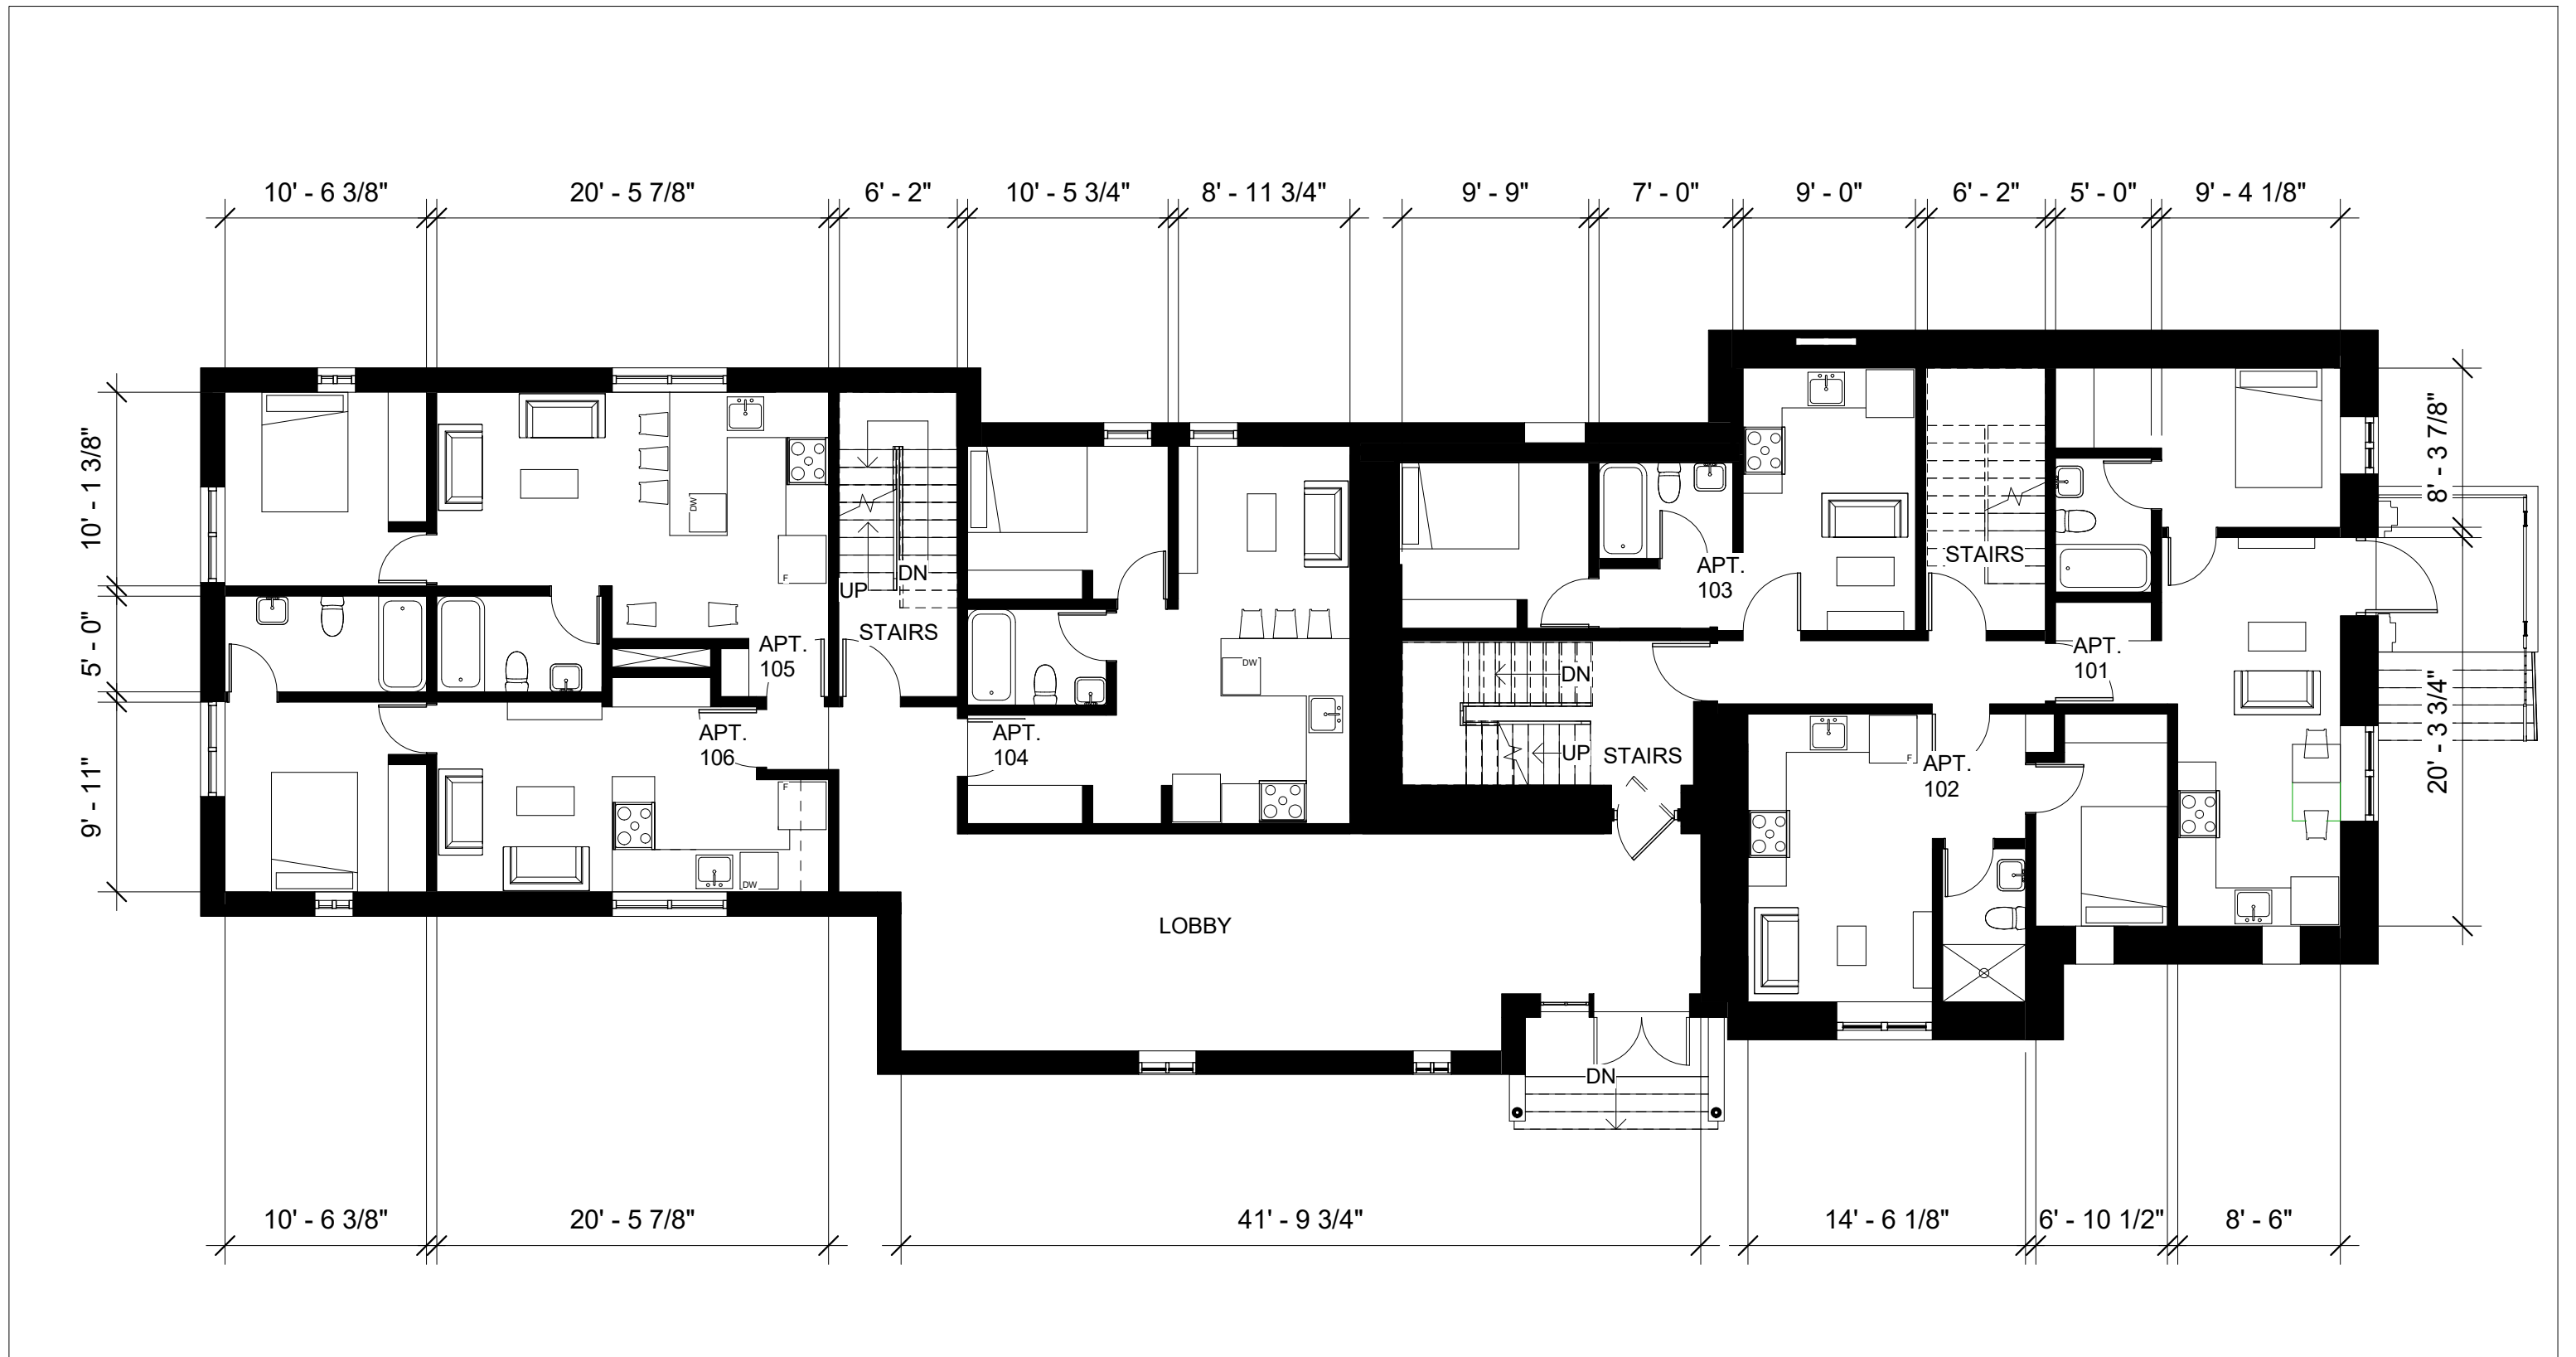 10' - 6 3/8"
20' - 5 7/8"
6' - 2"
10' - 5 3/4"
8' - 11 3/4"
9' - 9"
7' - 0"
9' - 0"
6' - 2"
5' - 0"
9' - 4 1/8"
10' - 1 3/8"
5' - 0"
9' - 11"
8' - 3 7/8"
20' - 3 3/4"
DW
F
UP
DN
STAIRS
APT.
105
APT.
106
F
DW
APT.
104
DW
APT.
103
STAIRS
DN
UP
STAIRS
APT.
101
F
APT.
102
LOBBY
DN
10' - 6 3/8"
20' - 5 7/8"
41' - 9 3/4"
14' - 6 1/8"
6' - 10 1/2"
8' - 6"